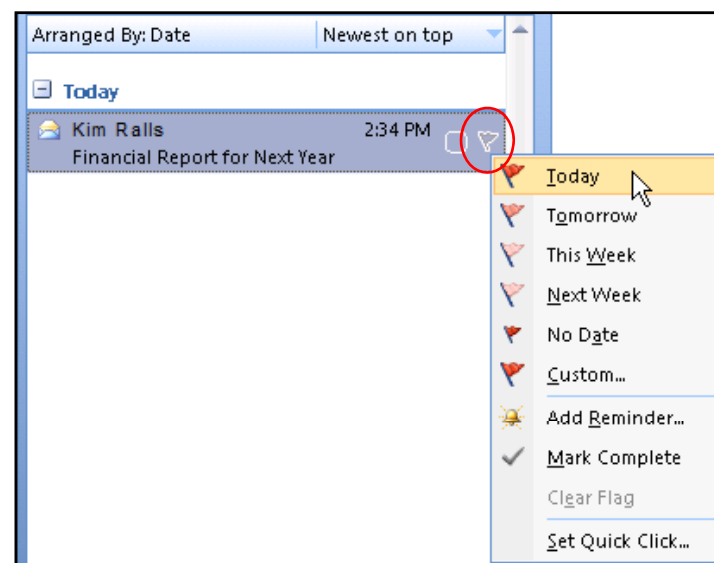 Arranged By: Date Newest on top
Today
Kim Ralls 2:34 PM
Financial Report for Next Year
Today
Tomorrow
This Week
Next Week
No Date
Custom...
Add Reminder...
Mark Complete
Clear Flag
Set Quick Click...